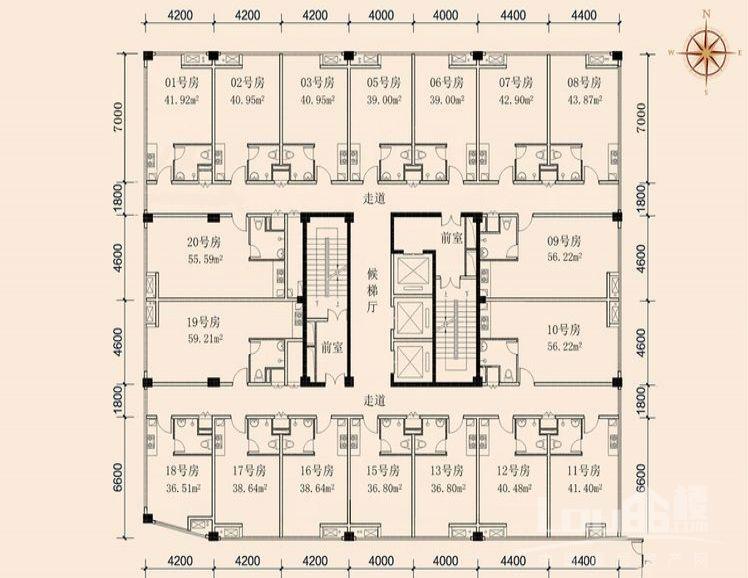 4200 4200 4200 4000 4000 4400 4400
N
W E
S
01号房 02号房 03号房 05号房 06号房 07号房 08号房
41.92m² 40.95m² 40.95m² 39.00m² 39.00m² 42.90m² 43.87m²
7000 7000
走道
1800 1800
前室
20号房 09号房
55.59m² 56.22m²
4600 4600
候梯厅
19号房 10号房
59.21m² 56.22m²
前室
4600 4600
走道
1800 1800
18号房 17号房 16号房 15号房 13号房 12号房 11号房
36.51m² 38.64m² 38.64m² 36.80m² 36.80m² 40.48m² 41.40m²
6600 6600
4200 4200 4200 4000 4000 4400 4400